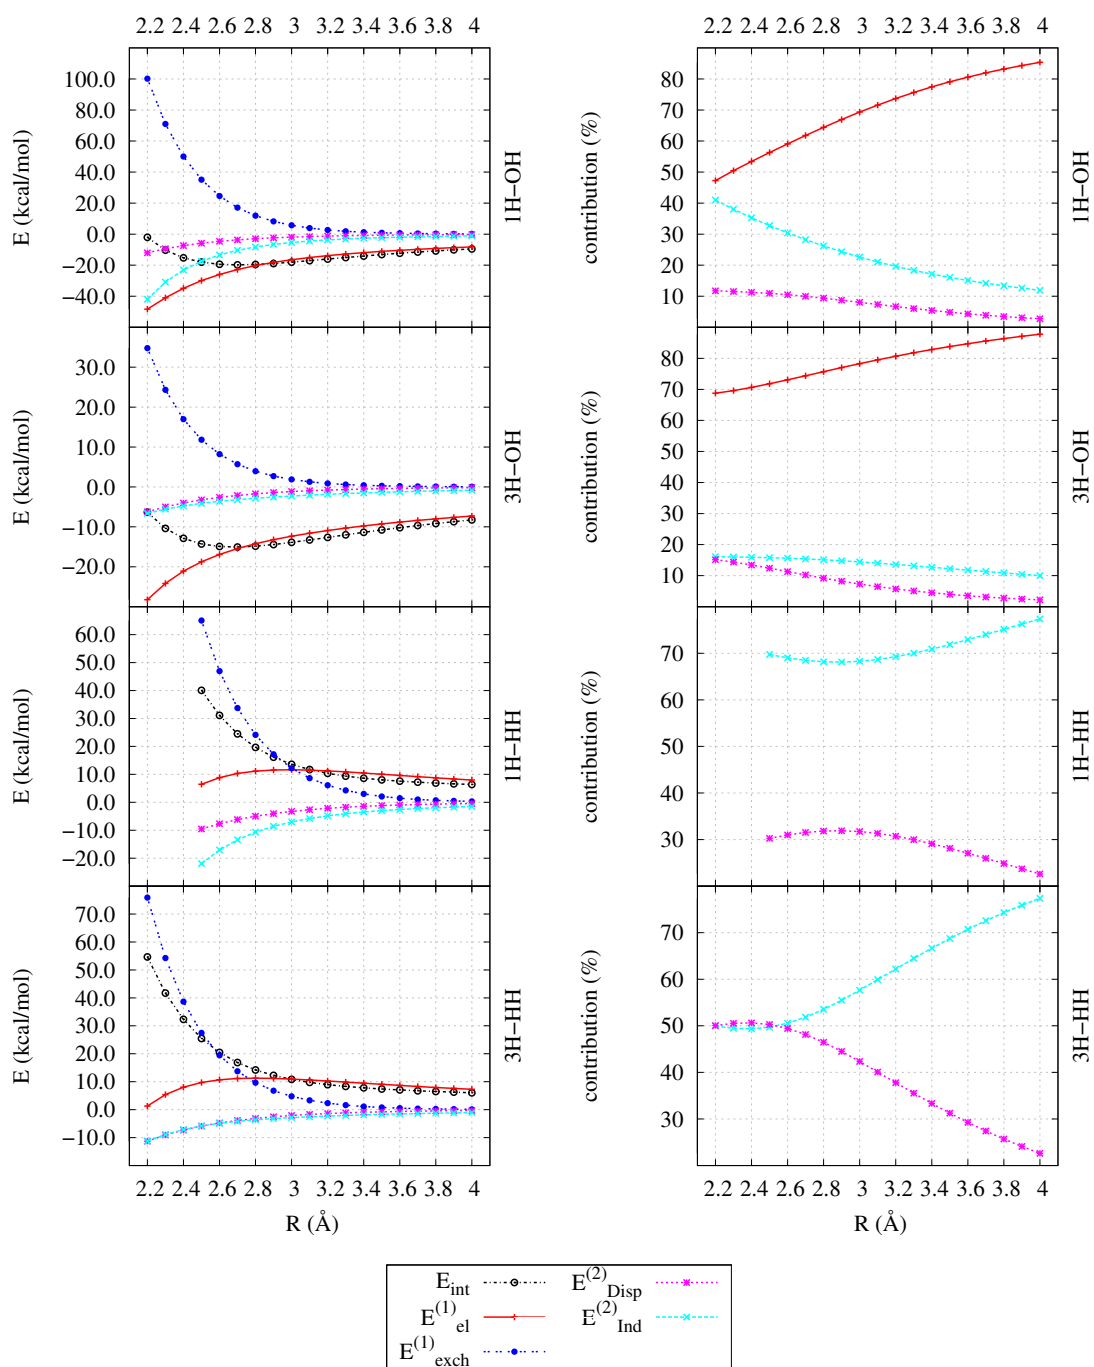 2.2 2.4 2.6 2.8 3 3.2 3.4 3.6 3.8 4
100.0
80.0
60.0
40.0
20.0
0.0
−20.0
−40.0
E (kcal/mol)
1H−OH
30.0
20.0
10.0
0.0
−10.0
−20.0
E (kcal/mol)
3H−OH
60.0
50.0
40.0
30.0
20.0
10.0
0.0
−10.0
−20.0
E (kcal/mol)
1H−HH
70.0
60.0
50.0
40.0
30.0
20.0
10.0
0.0
−10.0
E (kcal/mol)
3H−HH
2.2 2.4 2.6 2.8 3 3.2 3.4 3.6 3.8 4
R (Å)
2.2 2.4 2.6 2.8 3 3.2 3.4 3.6 3.8 4
80
70
60
50
40
30
20
10
contribution (%)
1H−OH
80
70
60
50
40
30
20
10
contribution (%)
3H−OH
70
60
50
40
30
contribution (%)
1H−HH
70
60
50
40
30
contribution (%)
3H−HH
2.2 2.4 2.6 2.8 3 3.2 3.4 3.6 3.8 4
R (Å)
E_int E^(2)_Disp
E^(1)_el E^(2)_Ind
E^(1)_exch